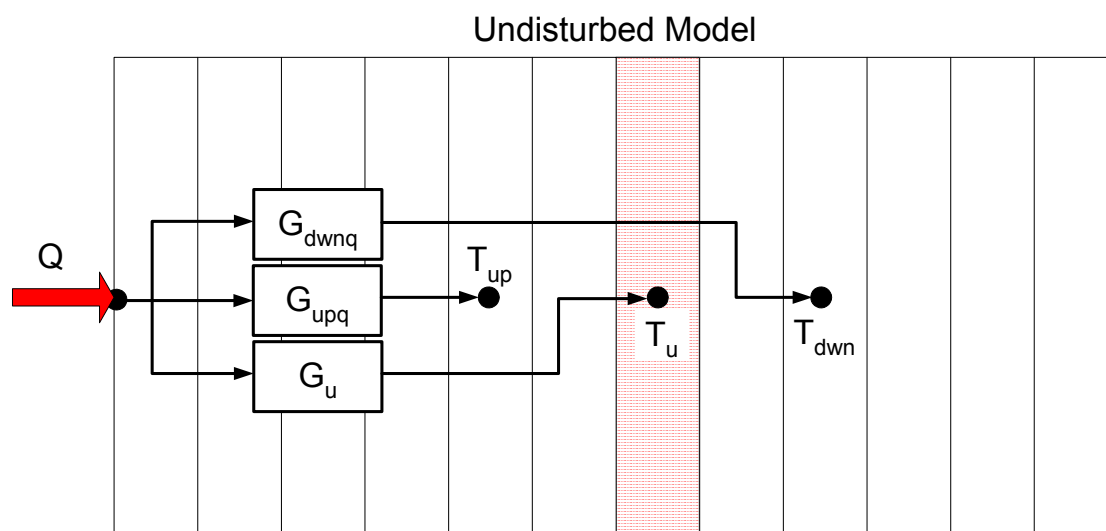 Undisturbed Model
Q
G_dwnq
T_up
G_upq
T_u
T_dwn
G_u